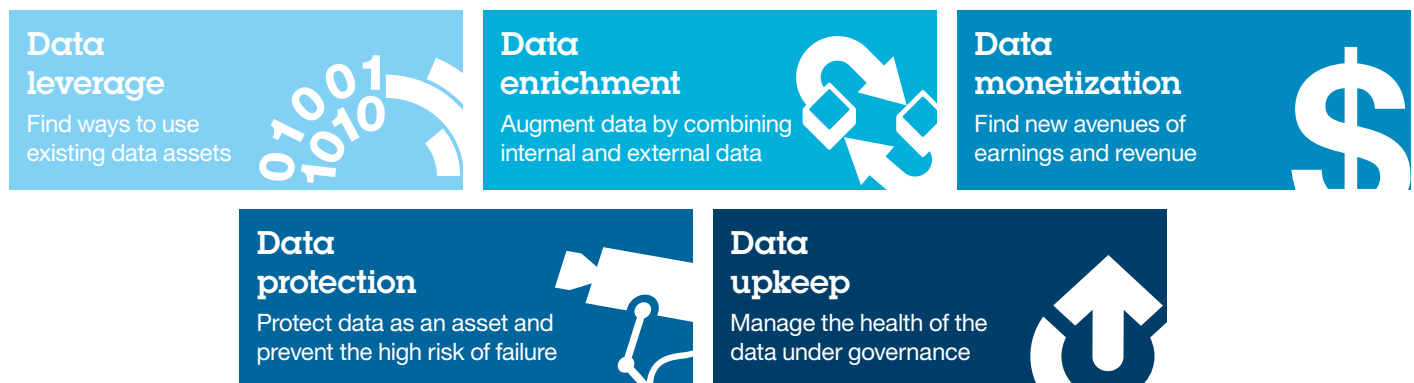 Data
leverage
Find ways to use
existing data assets
01001
1010
Data
enrichment
Augment data by combining
internal and external data
Data
monetization
Find new avenues of
earnings and revenue
$
Data
protection
Protect data as an asset and
prevent the high risk of failure
Data
upkeep
Manage the health of the
data under governance